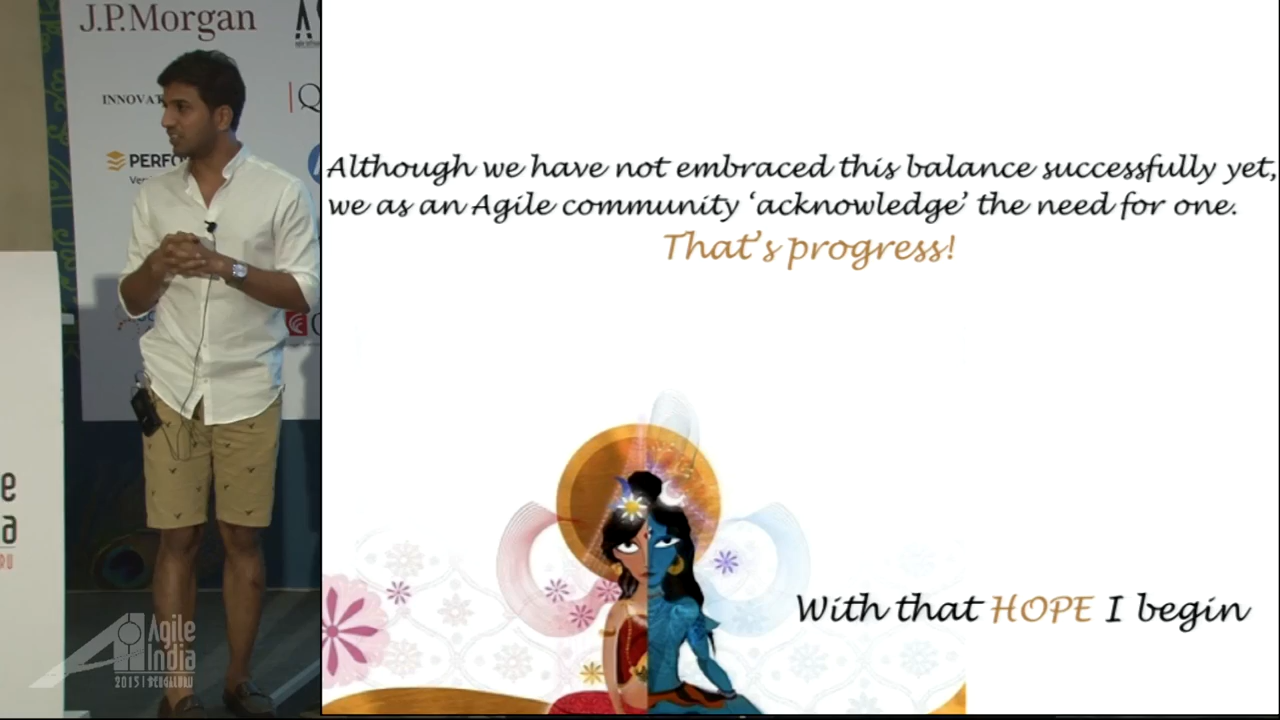 J.P.Morgan
INNOVAT
PERFO
Although we have not embraced this balance successfully yet,
we as an Agile community ‘acknowledge’ the need for one.
That’s progress!
With that HOPE I begin
Agile
India
2015 | BENGALURU